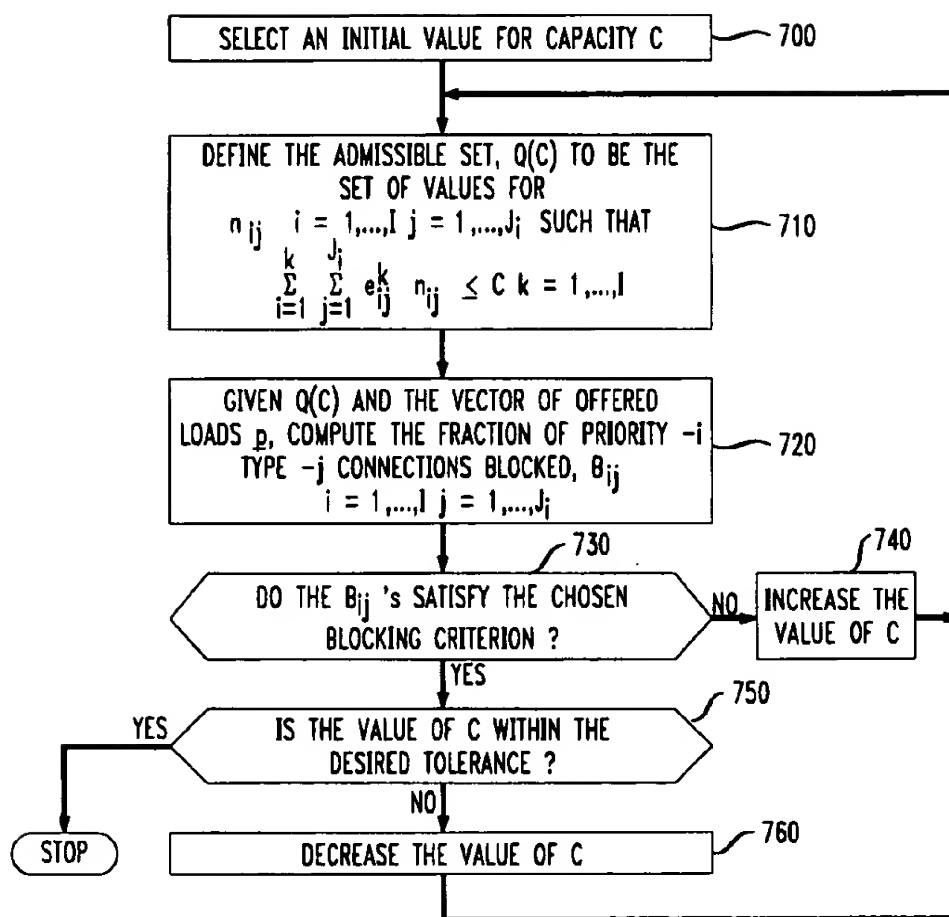 SELECT AN INITIAL VALUE FOR CAPACITY C
700
DEFINE THE ADMISSIBLE SET, Q(C) TO BE THE
SET OF VALUES FOR
n ij i = 1,...,I j = 1,...,Ji SUCH THAT
k Ji
Σ Σ e^k_ij n ij ≤ C k = 1,...,I
i=1 j=1
710
GIVEN Q(C) AND THE VECTOR OF OFFERED
LOADS p, COMPUTE THE FRACTION OF PRIORITY -i
TYPE -j CONNECTIONS BLOCKED, Bij
i = 1,...,I j = 1,...,Ji
720
730
DO THE Bij 'S SATISFY THE CHOSEN
BLOCKING CRITERION ?
NO
740
INCREASE THE
VALUE OF C
YES
750
IS THE VALUE OF C WITHIN THE
DESIRED TOLERANCE ?
YES
STOP
NO
760
DECREASE THE VALUE OF C